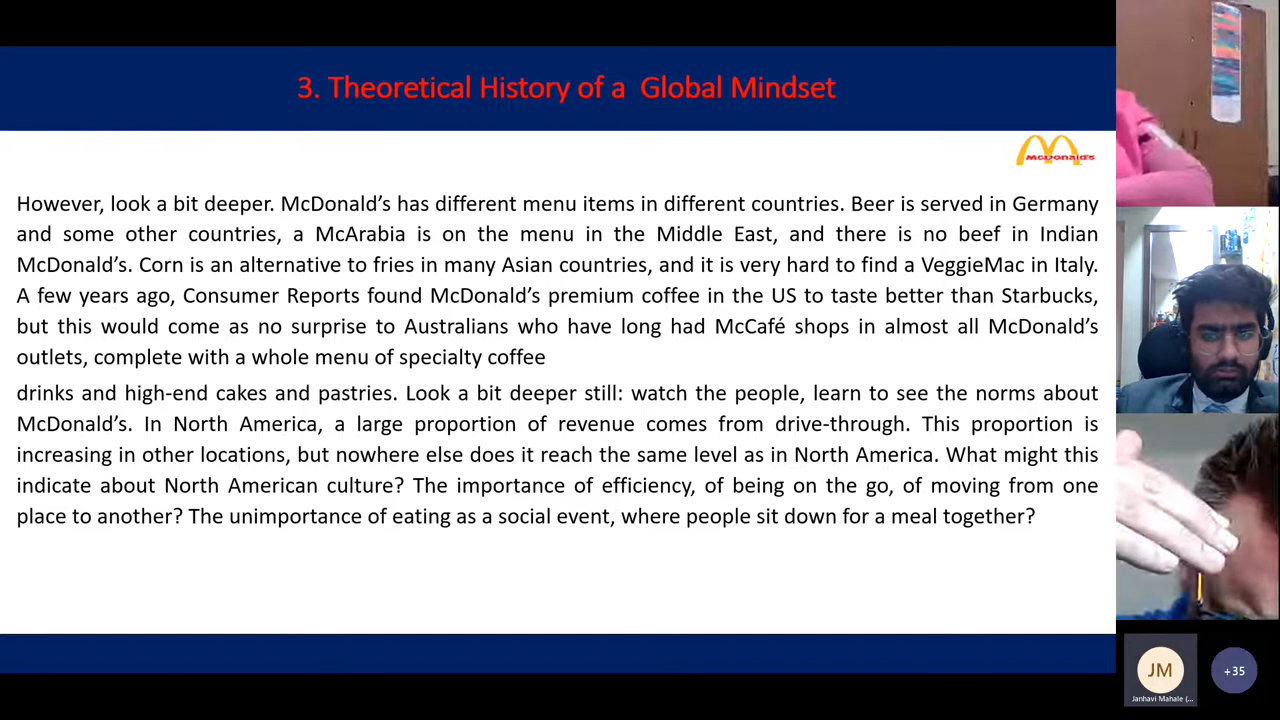 3. Theoretical History of a Global Mindset
McDonald's
However, look a bit deeper. McDonald’s has different menu items in different countries. Beer is served in Germany
and some other countries, a McArabia is on the menu in the Middle East, and there is no beef in Indian
McDonald’s. Corn is an alternative to fries in many Asian countries, and it is very hard to find a VeggieMac in Italy.
A few years ago, Consumer Reports found McDonald’s premium coffee in the US to taste better than Starbucks,
but this would come as no surprise to Australians who have long had McCafé shops in almost all McDonald’s
outlets, complete with a whole menu of specialty coffee
drinks and high-end cakes and pastries. Look a bit deeper still: watch the people, learn to see the norms about
McDonald’s. In North America, a large proportion of revenue comes from drive-through. This proportion is
increasing in other locations, but nowhere else does it reach the same level as in North America. What might this
indicate about North American culture? The importance of efficiency, of being on the go, of moving from one
place to another? The unimportance of eating as a social event, where people sit down for a meal together?
JM
Janhavi Mahale (...
+35